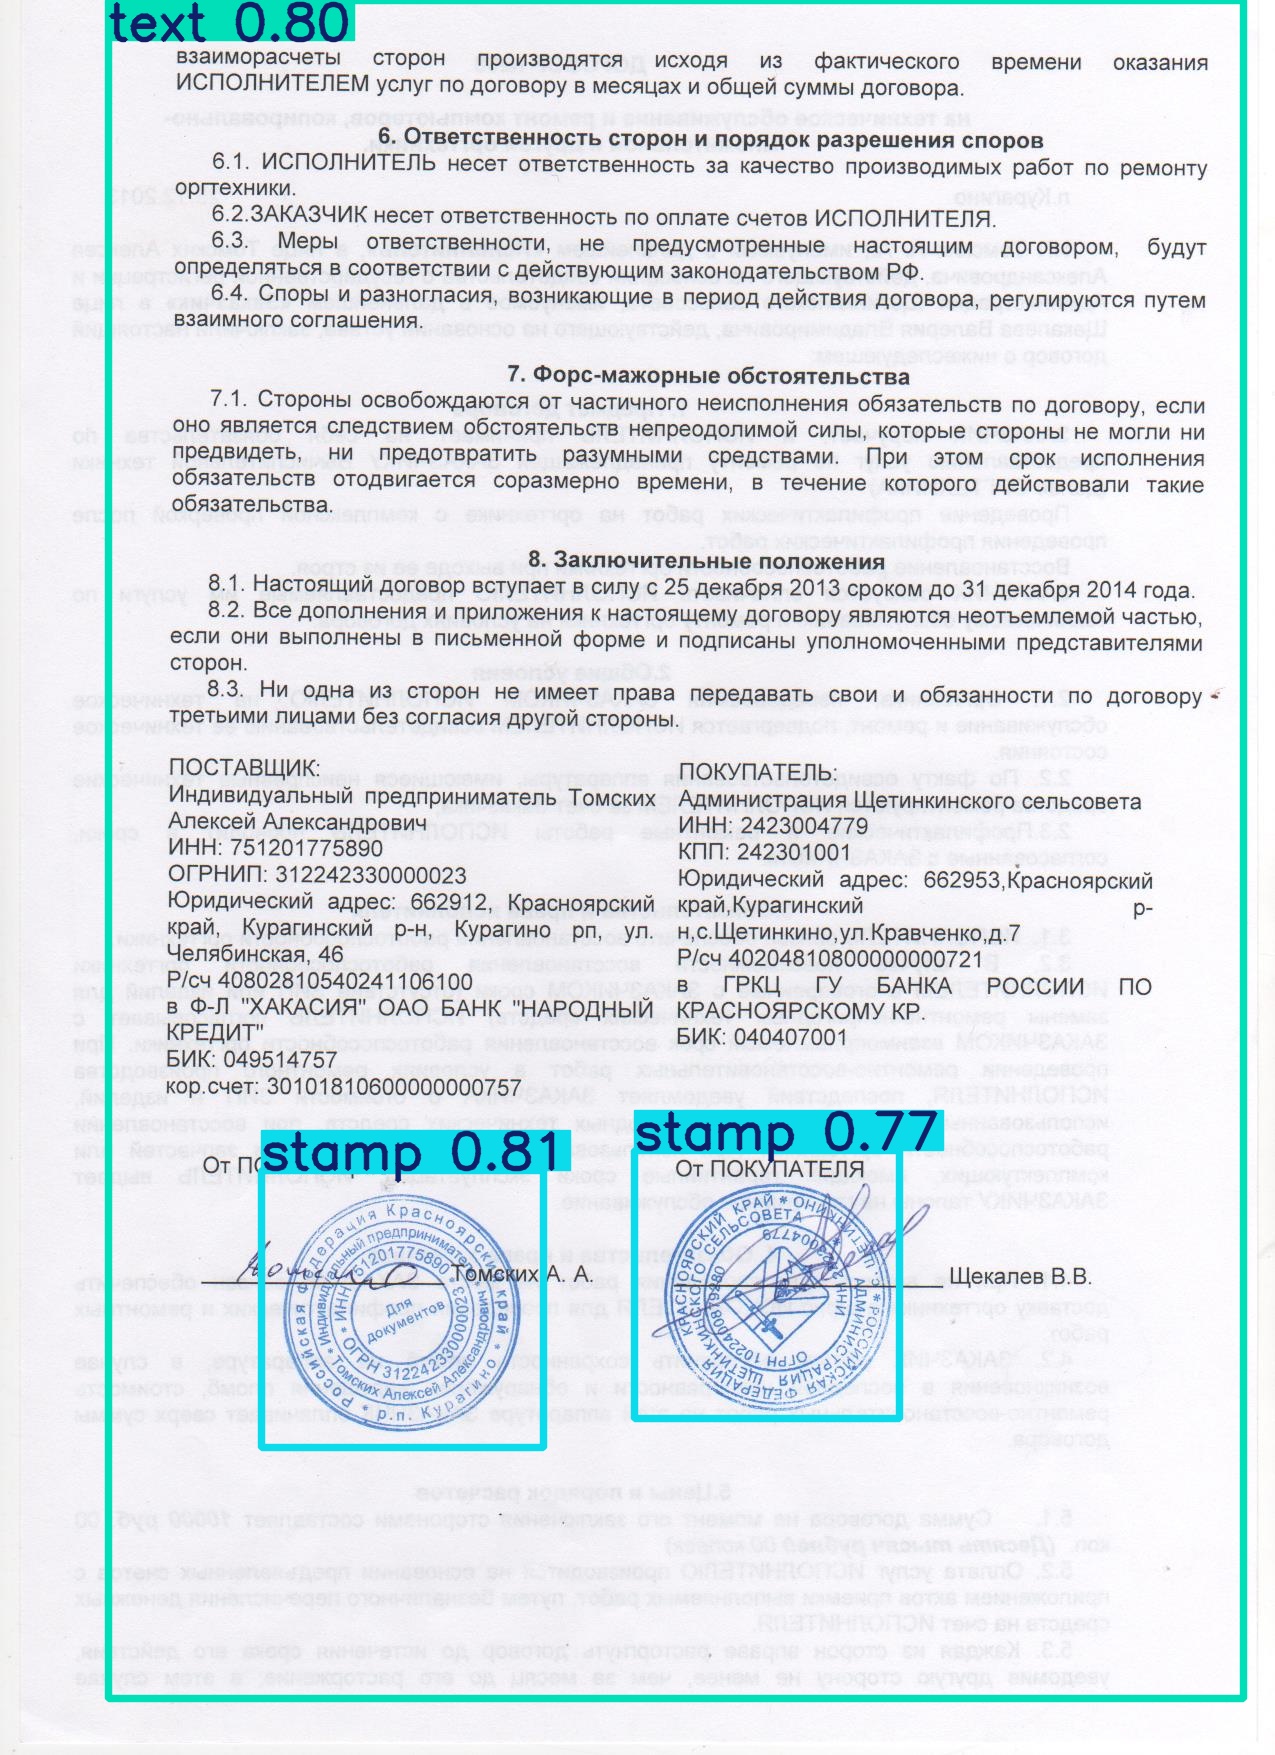 text 0.80
взаиморасчеты сторон производятся исходя из фактического времени оказания
ИСПОЛНИТЕЛЕМ услуг по договору в месяцах и общей суммы договора.
6. Ответственность сторон и порядок разрешения споров
6.1. ИСПОЛНИТЕЛЬ несет ответственность за качество производимых работ по ремонту
оргтехники.
6.2.ЗАКАЗЧИК несет ответственность по оплате счетов ИСПОЛНИТЕЛЯ.
6.3. Меры ответственности, не предусмотренные настоящим договором, будут
определяться в соответствии с действующим законодательством РФ.
6.4. Споры и разногласия, возникающие в период действия договора, регулируются путем
взаимного соглашения.
7. Форс-мажорные обстоятельства
7.1. Стороны освобождаются от частичного неисполнения обязательств по договору, если
оно является следствием обстоятельств непреодолимой силы, которые стороны не могли ни
предвидеть, ни предотвратить разумными средствами. При этом срок исполнения
обязательств отодвигается соразмерно времени, в течение которого действовали такие
обязательства.
8. Заключительные положения
8.1. Настоящий договор вступает в силу с 25 декабря 2013 сроком до 31 декабря 2014 года.
8.2. Все дополнения и приложения к настоящему договору являются неотъемлемой частью,
если они выполнены в письменной форме и подписаны уполномоченными представителями
сторон.
8.3. Ни одна из сторон не имеет права передавать свои и обязанности по договору
третьими лицами без согласия другой стороны.
ПОСТАВЩИК:
Индивидуальный предприниматель Томских
Алексей Александрович
ИНН: 751201775890
ОГРНИП: 312242330000023
Юридический адрес: 662912, Красноярский
край, Курагинский р-н, Курагино рп, ул.
Челябинская, 46
Р/сч 40802810540241106100
в Ф-Л "ХАКАСИЯ" ОАО БАНК "НАРОДНЫЙ
КРЕДИТ"
БИК: 049514757
кор.счет: 30101810600000000757
ПОКУПАТЕЛЬ:
Администрация Щетинкинского сельсовета
ИНН: 2423004779
КПП: 242301001
Юридический адрес: 662953,Красноярский
край,Курагинский р-
н,с.Щетинкино,ул.Кравченко,д.7
Р/сч 40204810800000000721
в ГРКЦ ГУ БАНКА РОССИИ ПО
КРАСНОЯРСКОМУ КР.
БИК: 040407001
stamp 0.81
stamp 0.77
От ПО
От ПОКУПАТЕЛЯ
Томских А. А.
Щекалев В.В.
Российская Федерация Красноярский край * р.п. Курагино *
Индивидуальный предприниматель * Томских Алексей Александрович *
* ОГРН 312242330000023 *
Для
документов
РОССИЙСКАЯ ФЕДЕРАЦИЯ КРАСНОЯРСКИЙ КРАЙ * с.ЩЕТИНКИНО *
АДМИНИСТРАЦИЯ ЩЕТИНКИНСКОГО СЕЛЬСОВЕТА